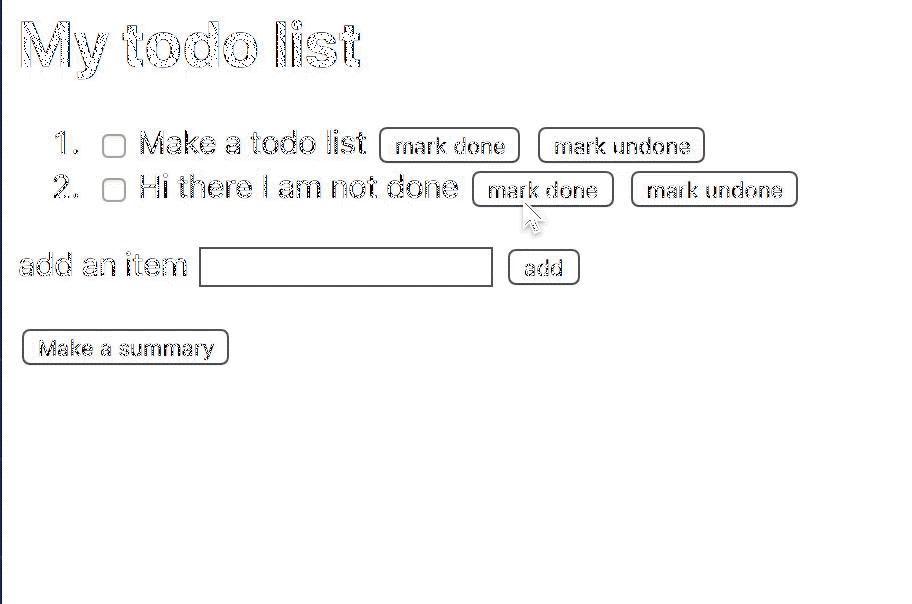 My todo list
1. Make a todo list mark done mark undone
2. Hi there I am not done mark done mark undone
add an item add
Make a summary